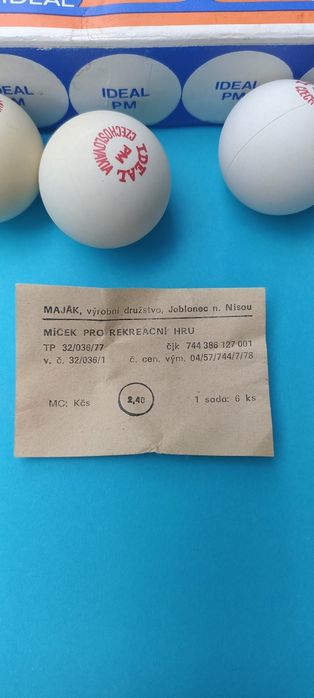 IDEAL
IDEAL
PM
IDEAL
PM
IDEAL
PM
IDEAL
PM
CZECHOSLOVAKIA
MAJÁK, výrobní družstvo, Joblonec n. Nisou
MÍČEK PRO REKREAČNÍ HRU
TP 32/036/77 čjk 744 386 127 001
v. č. 32/036/1 č. cen. vým. 04/57/744/7/78
MC: Kčs 2,40 1 sada: 6 ks